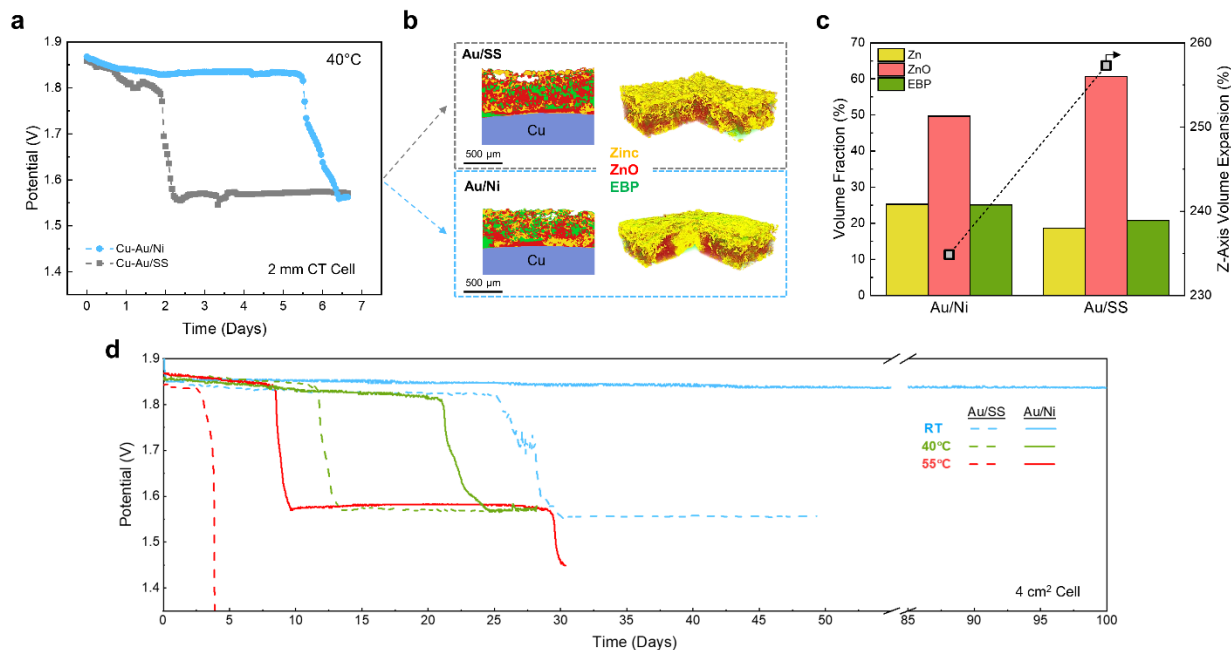 a
1.9
1.8
1.7
1.6
1.5
1.4
Potential (V)
40°C
Cu-Au/Ni
Cu-Au/SS
2 mm CT Cell
0 1 2 3 4 5 6 7
Time (Days)
b
Au/SS
Cu
500 µm
Zinc
ZnO
EBP
Au/Ni
Cu
500 µm
c
Zn
ZnO
EBP
70
60
50
40
30
20
10
0
Volume Fraction (%)
260
250
240
230
Z-Axis Volume Expansion (%)
Au/Ni Au/SS
d
1.9
1.8
1.7
1.6
1.5
1.4
Potential (V)
Au/SS Au/Ni
RT
40°C
55°C
4 cm² Cell
0 5 10 15 20 25 30 35 40 45 50 85 90 95 100
Time (Days)